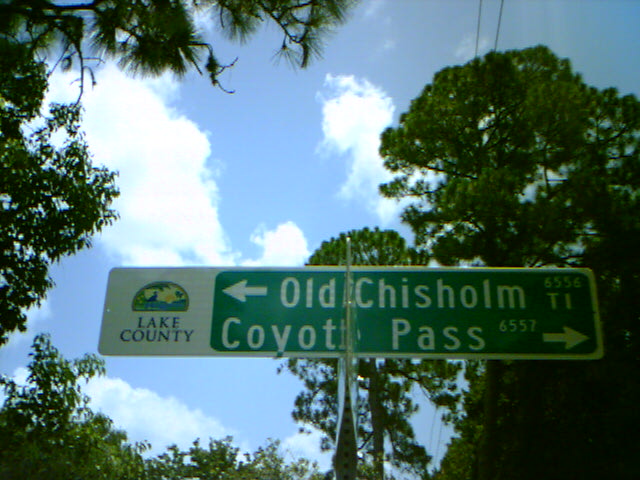 LAKE
COUNTY
Old Chisholm 6556 Tl
Coyote Pass 6557